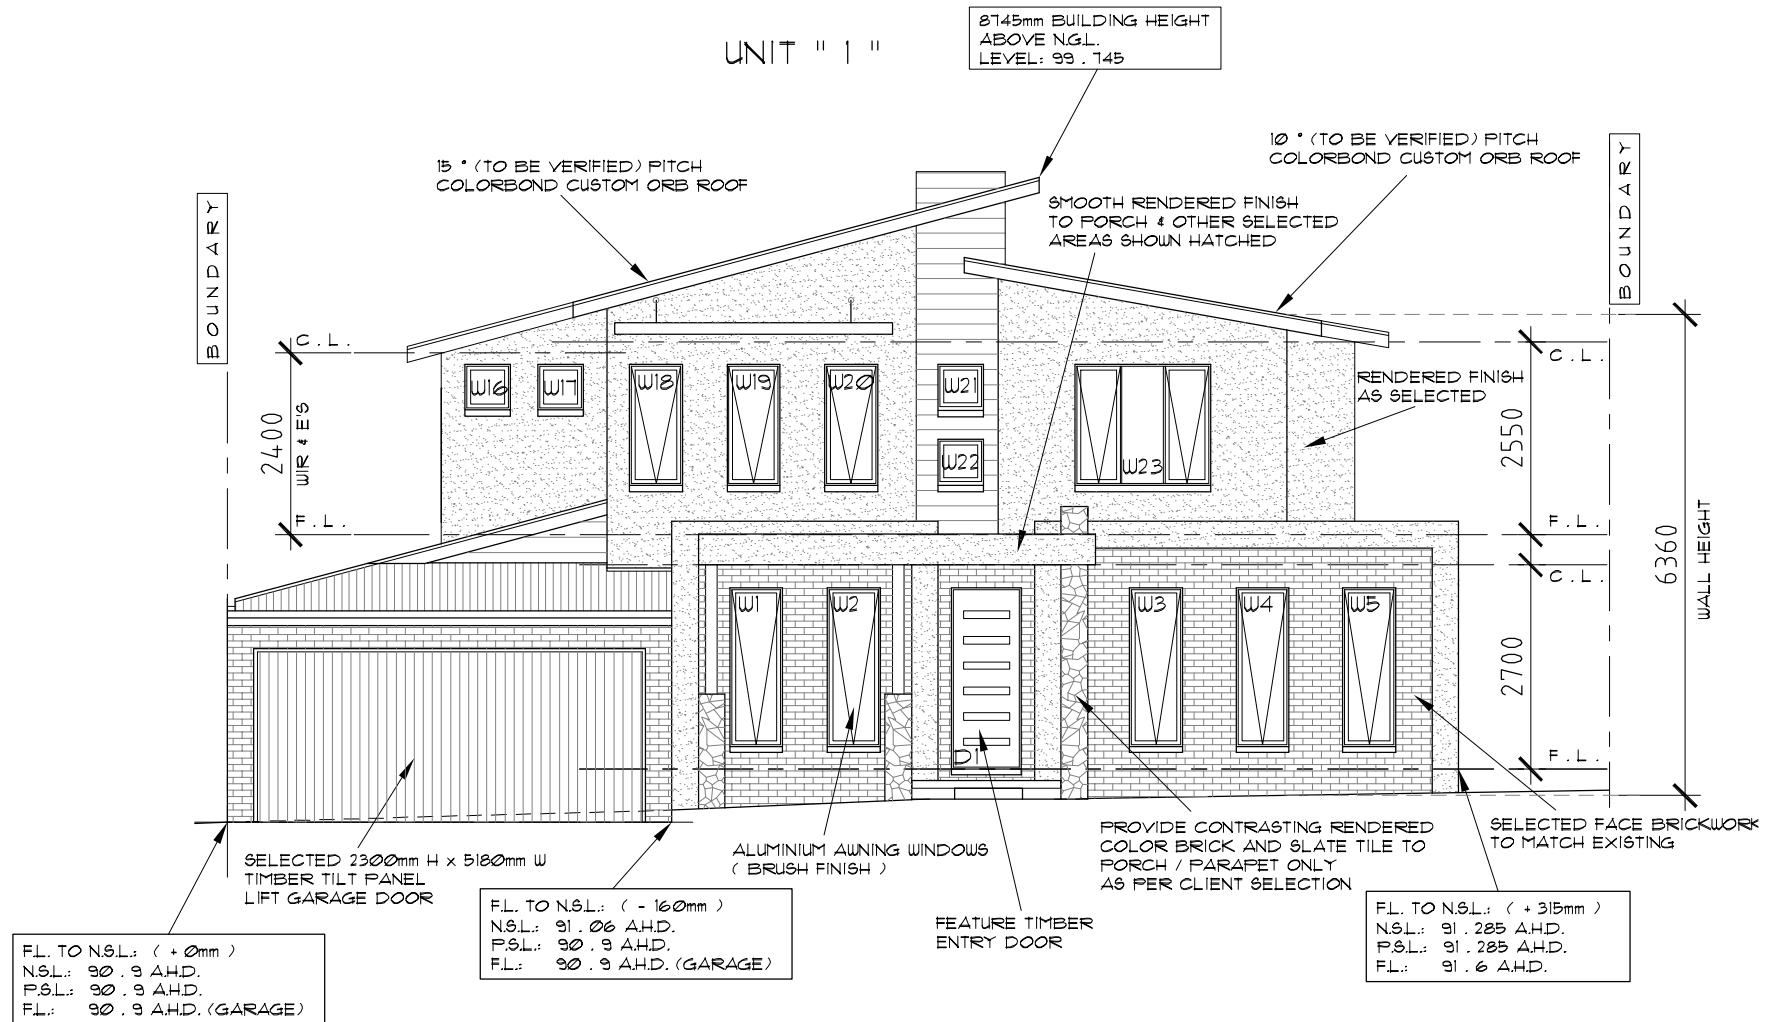 UNIT " 1 "
8745mm BUILDING HEIGHT
ABOVE N.G.L.
LEVEL: 99 . 745
15 ° (TO BE VERIFIED) PITCH
COLORBOND CUSTOM ORB ROOF
10 ° (TO BE VERIFIED) PITCH
COLORBOND CUSTOM ORB ROOF
BOUNDARY
BOUNDARY
SMOOTH RENDERED FINISH
TO PORCH & OTHER SELECTED
AREAS SHOWN HATCHED
C.L.
C.L.
2400
WIR & E'S
F.L.
W16
W17
W18
W19
W20
W21
W22
W23
RENDERED FINISH
AS SELECTED
2550
F.L.
C.L.
6360
WALL HEIGHT
2700
F.L.
W1
W2
D1
W3
W4
W5
SELECTED 2300mm H x 5180mm W
TIMBER TILT PANEL
LIFT GARAGE DOOR
ALUMINIUM AWNING WINDOWS
( BRUSH FINISH )
FEATURE TIMBER
ENTRY DOOR
PROVIDE CONTRASTING RENDERED
COLOR BRICK AND SLATE TILE TO
PORCH / PARAPET ONLY
AS PER CLIENT SELECTION
SELECTED FACE BRICKWORK
TO MATCH EXISTING
F.L. TO N.S.L.: ( + 0mm )
N.S.L.: 90 . 9 A.H.D.
P.S.L.: 90 . 9 A.H.D.
F.L.: 90 . 9 A.H.D. (GARAGE)
F.L. TO N.S.L.: ( - 160mm )
N.S.L.: 91 . 06 A.H.D.
P.S.L.: 90 . 9 A.H.D.
F.L.: 90 . 9 A.H.D. (GARAGE)
F.L. TO N.S.L.: ( + 315mm )
N.S.L.: 91 . 285 A.H.D.
P.S.L.: 91 . 285 A.H.D.
F.L.: 91 . 6 A.H.D.